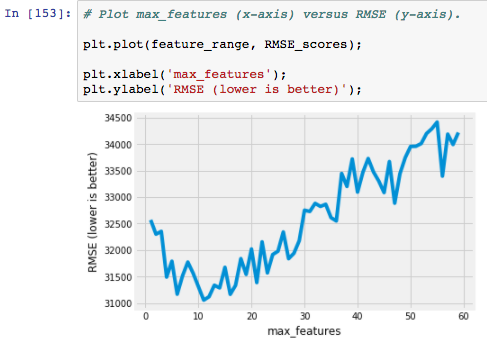 In [153]: # Plot max_features (x-axis) versus RMSE (y-axis).
plt.plot(feature_range, RMSE_scores);
plt.xlabel('max_features');
plt.ylabel('RMSE (lower is better)');
34500
34000
33500
33000
32500
32000
31500
31000
RMSE (lower is better)
0 10 20 30 40 50 60
max_features